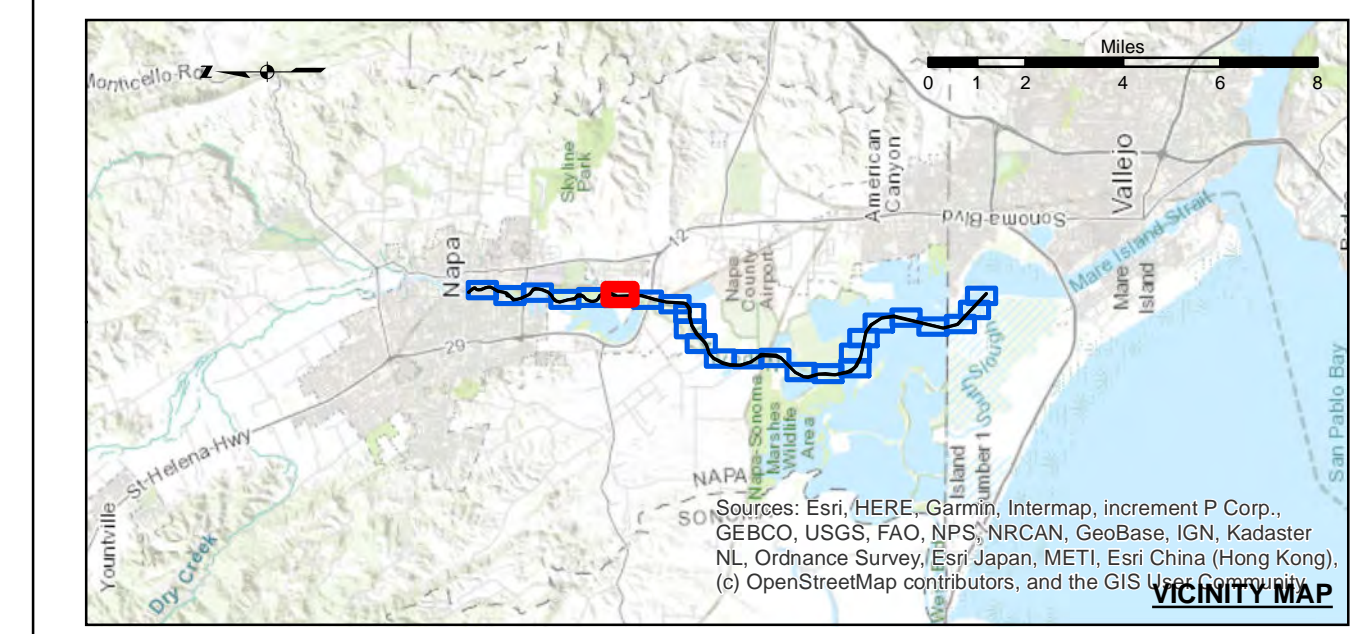 Miles
0 1 2 4 6 8
Monticello-Rd
Z
Napa
Skyline
Park
12
29
Napa
County
Airport
American
Canyon
Sonoma-Blvd
Vallejo
Mare Island Strait
Mare
Island
South Slough
Island
Number 1
Napa-Sonoma
Marshes
Wildlife
Area
NAPA
St-Helena-Hwy
Yountville
Dry Creek
San Pablo Bay
Sources: Esri, HERE, Garmin, Intermap, increment P Corp.,
GEBCO, USGS, FAO, NPS, NRCAN, GeoBase, IGN, Kadaster
NL, Ordnance Survey, Esri Japan, METI, Esri China (Hong Kong),
(c) OpenStreetMap contributors, and the GIS User Community
VICINITY MAP